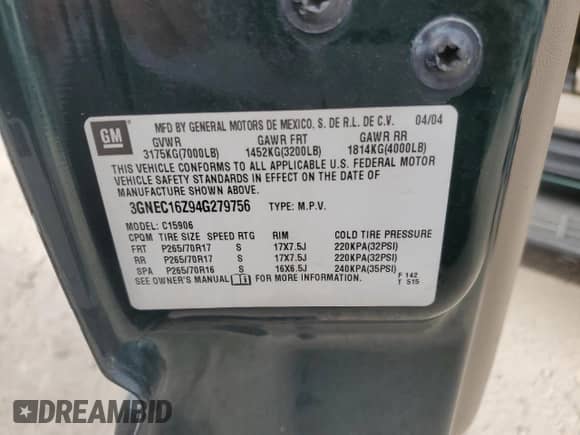 GM
MFD BY GENERAL MOTORS DE MEXICO, S. DE R.L. DE C.V. 04/04
GVWR GAWR FRT GAWR RR
3175KG(7000LB) 1452KG(3200LB) 1814KG(4000LB)
THIS VEHICLE CONFORMS TO ALL APPLICABLE U.S. FEDERAL MOTOR
VEHICLE SAFETY STANDARDS IN EFFECT ON THE DATE OF
MANUFACTURE SHOWN ABOVE.
3GNEC16Z94G279756 TYPE: M.P.V.
MODEL: C15906
CPQM TIRE SIZE SPEED RTG RIM COLD TIRE PRESSURE
FRT P265/70R17 S 17X7.5J 220KPA(32PSI)
RR P265/70R17 S 17X7.5J 220KPA(32PSI)
SPA P265/70R16 S 16X6.5J 240KPA(35PSI)
SEE OWNER'S MANUAL FOR MORE INFORMATION. F 142
T 515
DREAMBID